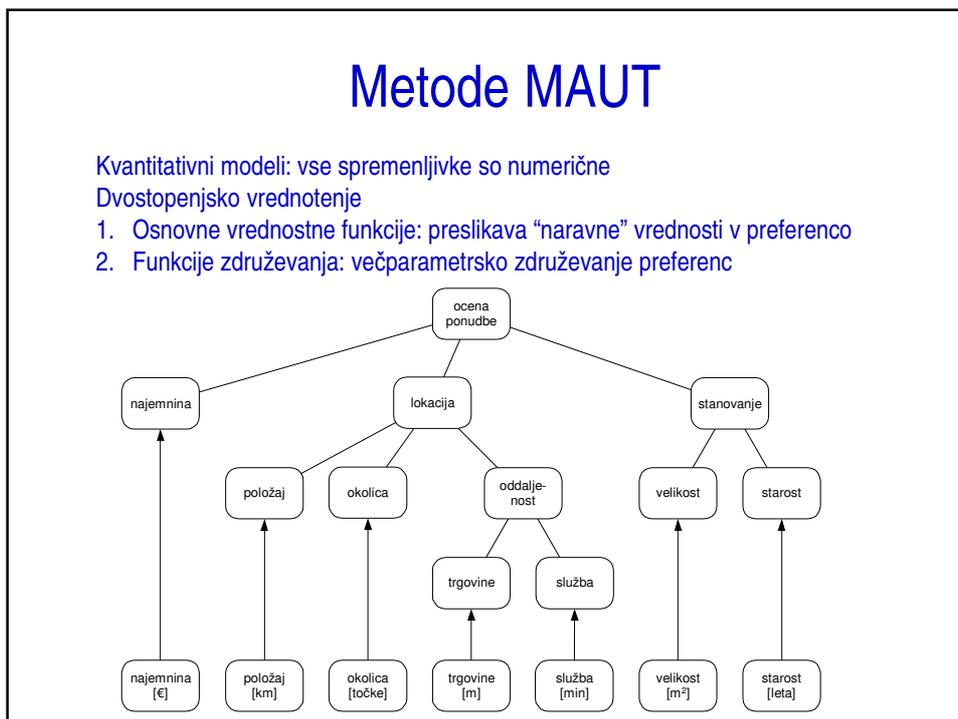 Metode MAUT
Kvantitativni modeli: vse spremenljivke so numerične
Dvostopenjsko vrednotenje
1. Osnovne vrednostne funkcije: preslikava “naravne” vrednosti v preferenco
2. Funkcije združevanja: večparametrsko združevanje preferenc
ocena
ponudbe
najemnina
lokacija
stanovanje
položaj
okolica
oddalje-
nost
velikost
starost
trgovine
služba
najemnina
[€]
položaj
[km]
okolica
[točke]
trgovine
[m]
služba
[min]
velikost
[m²]
starost
[leta]